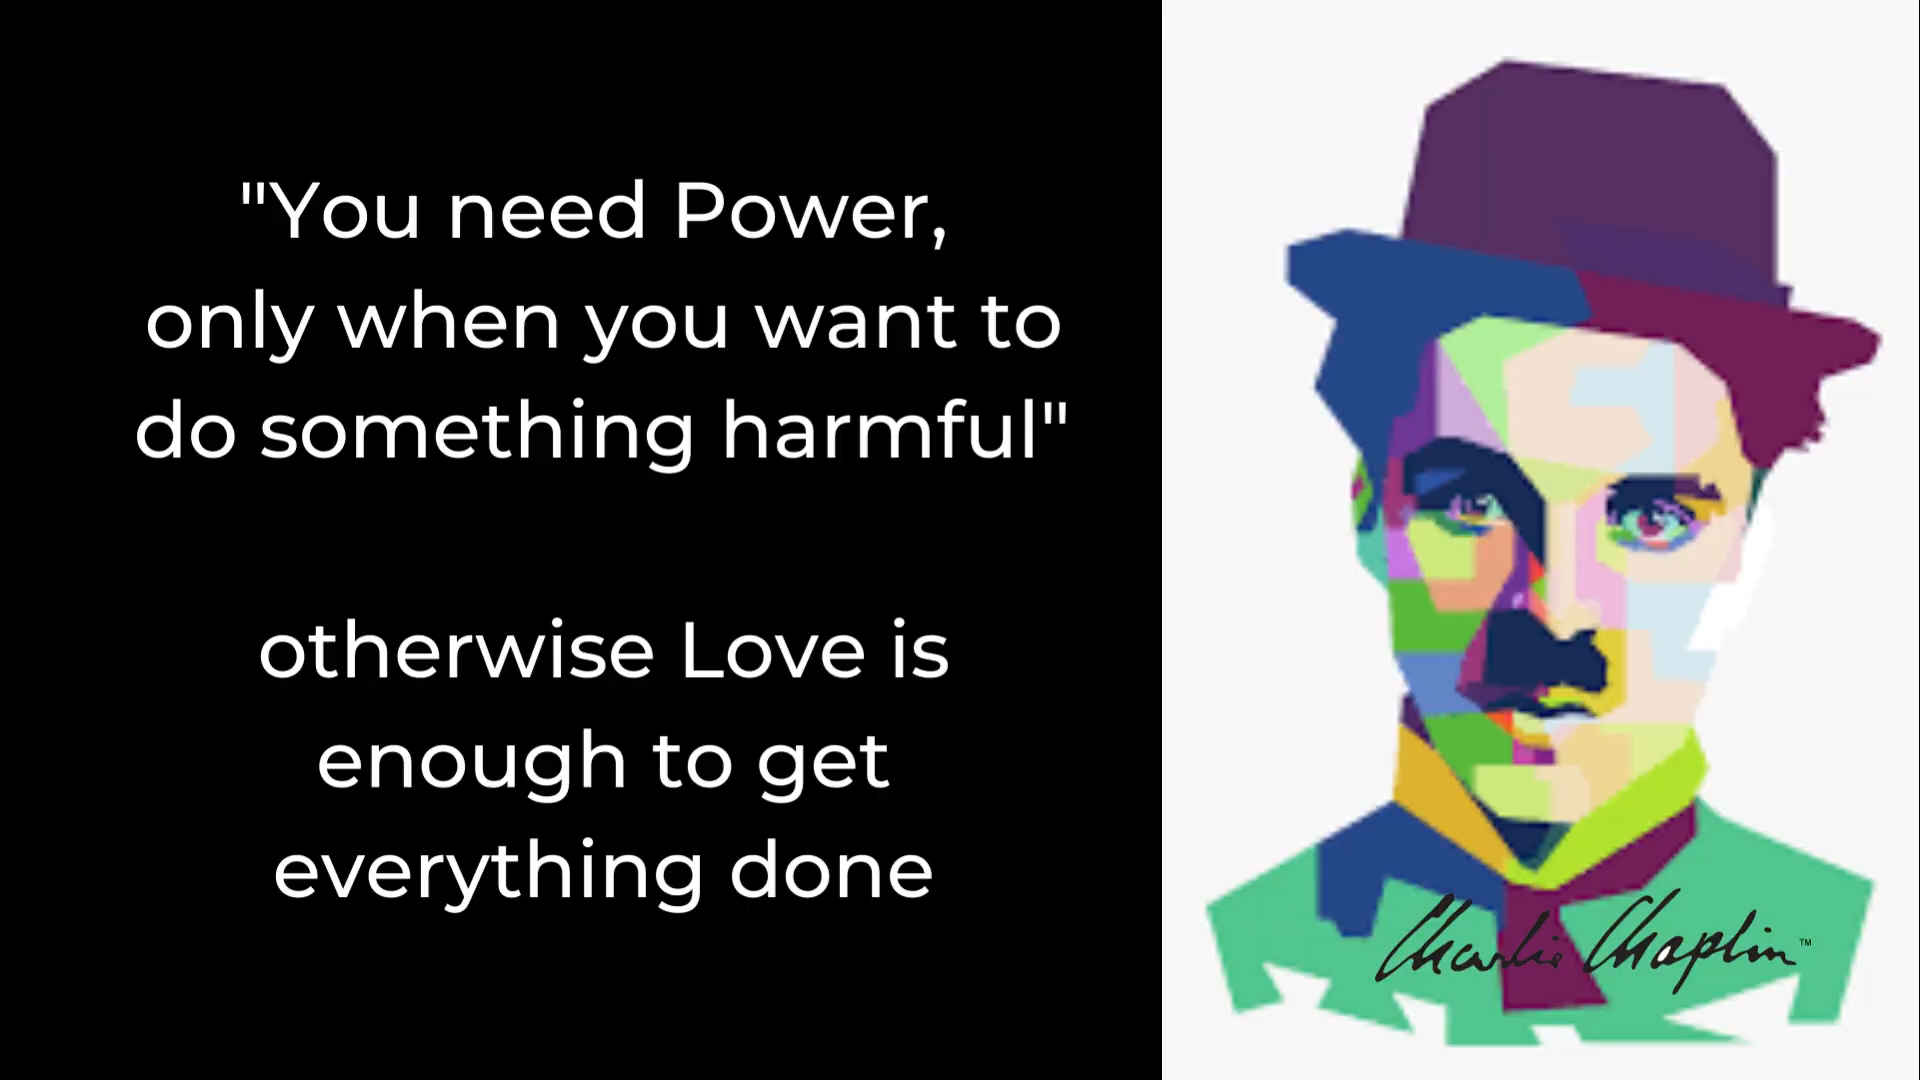 "You need Power,
only when you want to
do something harmful"
otherwise Love is
enough to get
everything done
Charlie Chaplin™